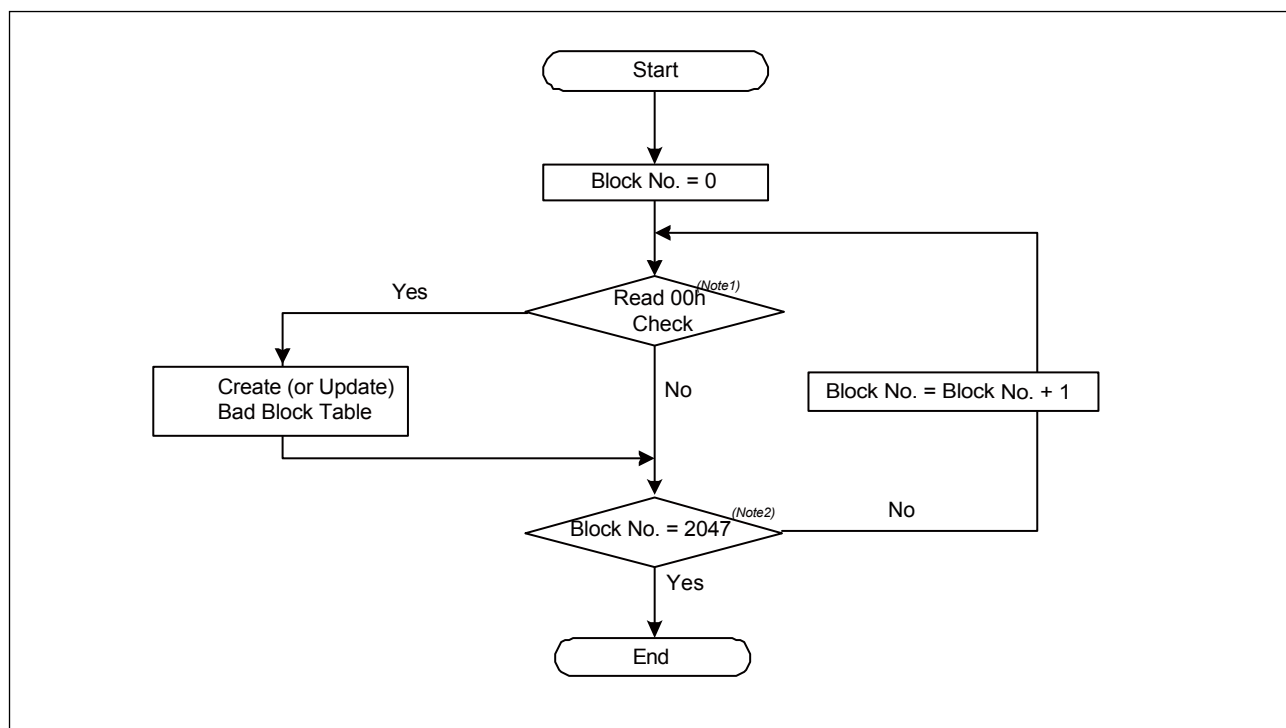 Start
Block No. = 0
(Note1)
Yes
Read 00h
Check
Create (or Update)
Bad Block Table
No
Block No. = Block No. + 1
(Note2)
Block No. = 2047
No
Yes
End